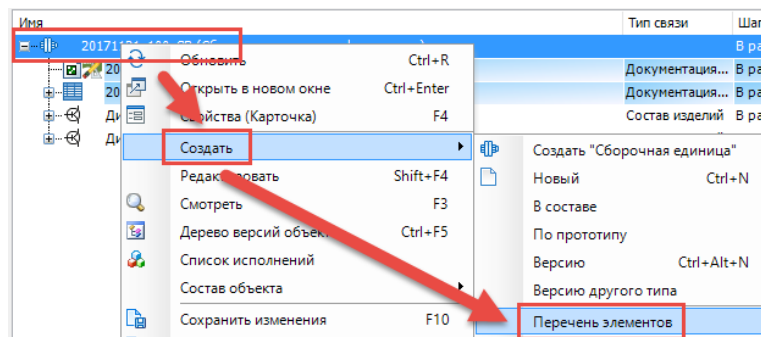 Имя Тип связи Шаг
20171121-100 В ра
20 Обновить Ctrl+R Документация... В ра
20 Открыть в новом окне Ctrl+Enter Документация... В ра
Ди Свойства (Карточка) F4 Состав изделий В ра
Ди
Создать Создать "Сборочная единица"
Редактировать Shift+F4 Новый Ctrl+N
Смотреть F3 В составе
Дерево версий Ctrl+F5 По прототипу
Список исполнений Версию Ctrl+Alt+N
Состав объекта Версию другого типа
Сохранить изменения F10 Перечень элементов